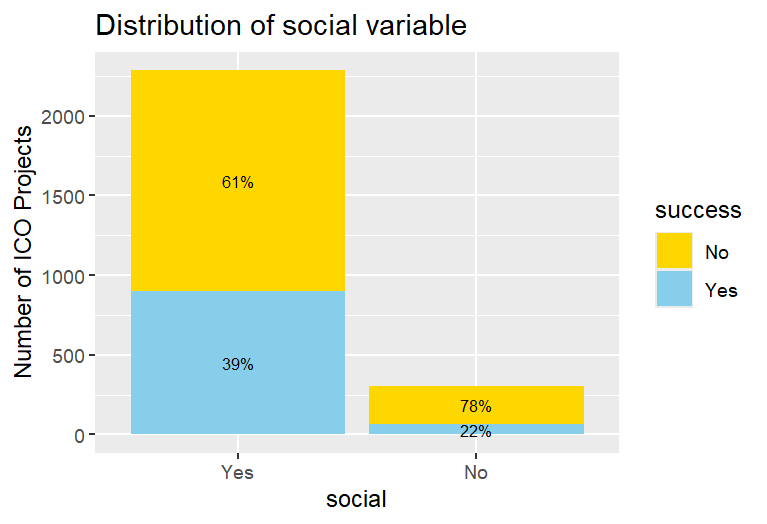 Distribution of social variable
Number of ICO Projects
2000
1500
1000
500
0
61%
39%
78%
22%
Yes
No
social
success
No
Yes